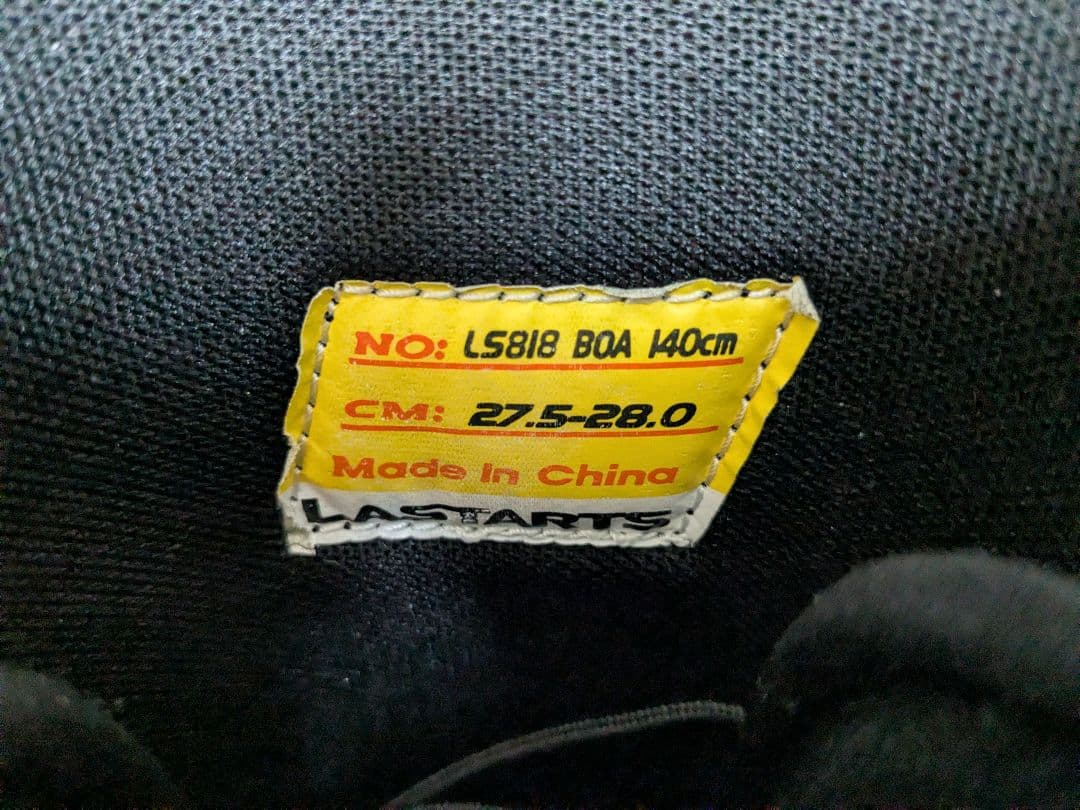 NO: LS818 BOA 140cm
CM: 27.5-28.0
Made In China
LASTARTS